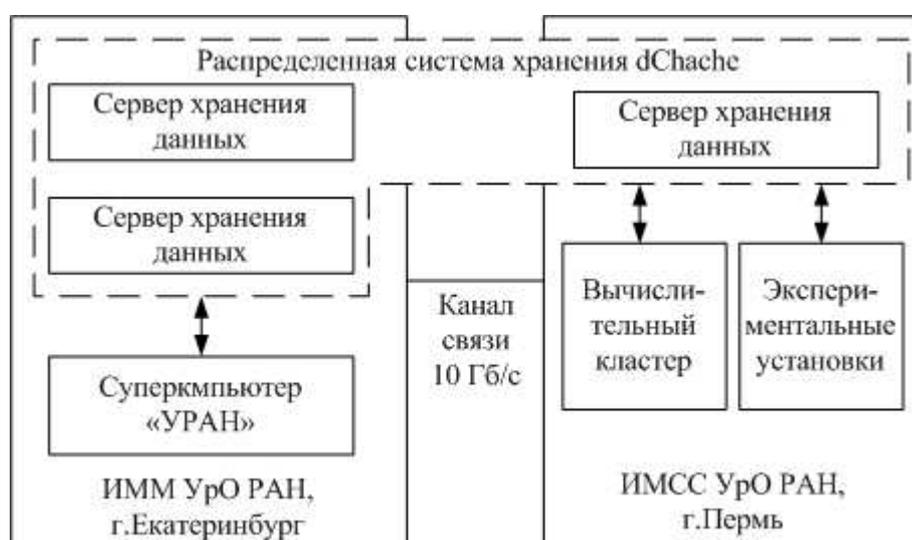 Распределенная система хранения dChache
Сервер хранения
данных
Сервер хранения
данных
Сервер хранения
данных
Суперкмпьютер
«УРАН»
ИММ УрО РАН,
г.Екатеринбург
Канал
связи
10 Гб/с
Вычисли-
тельный
кластер
Экспери-
ментальные
установки
ИМСС УрО РАН,
г.Пермь